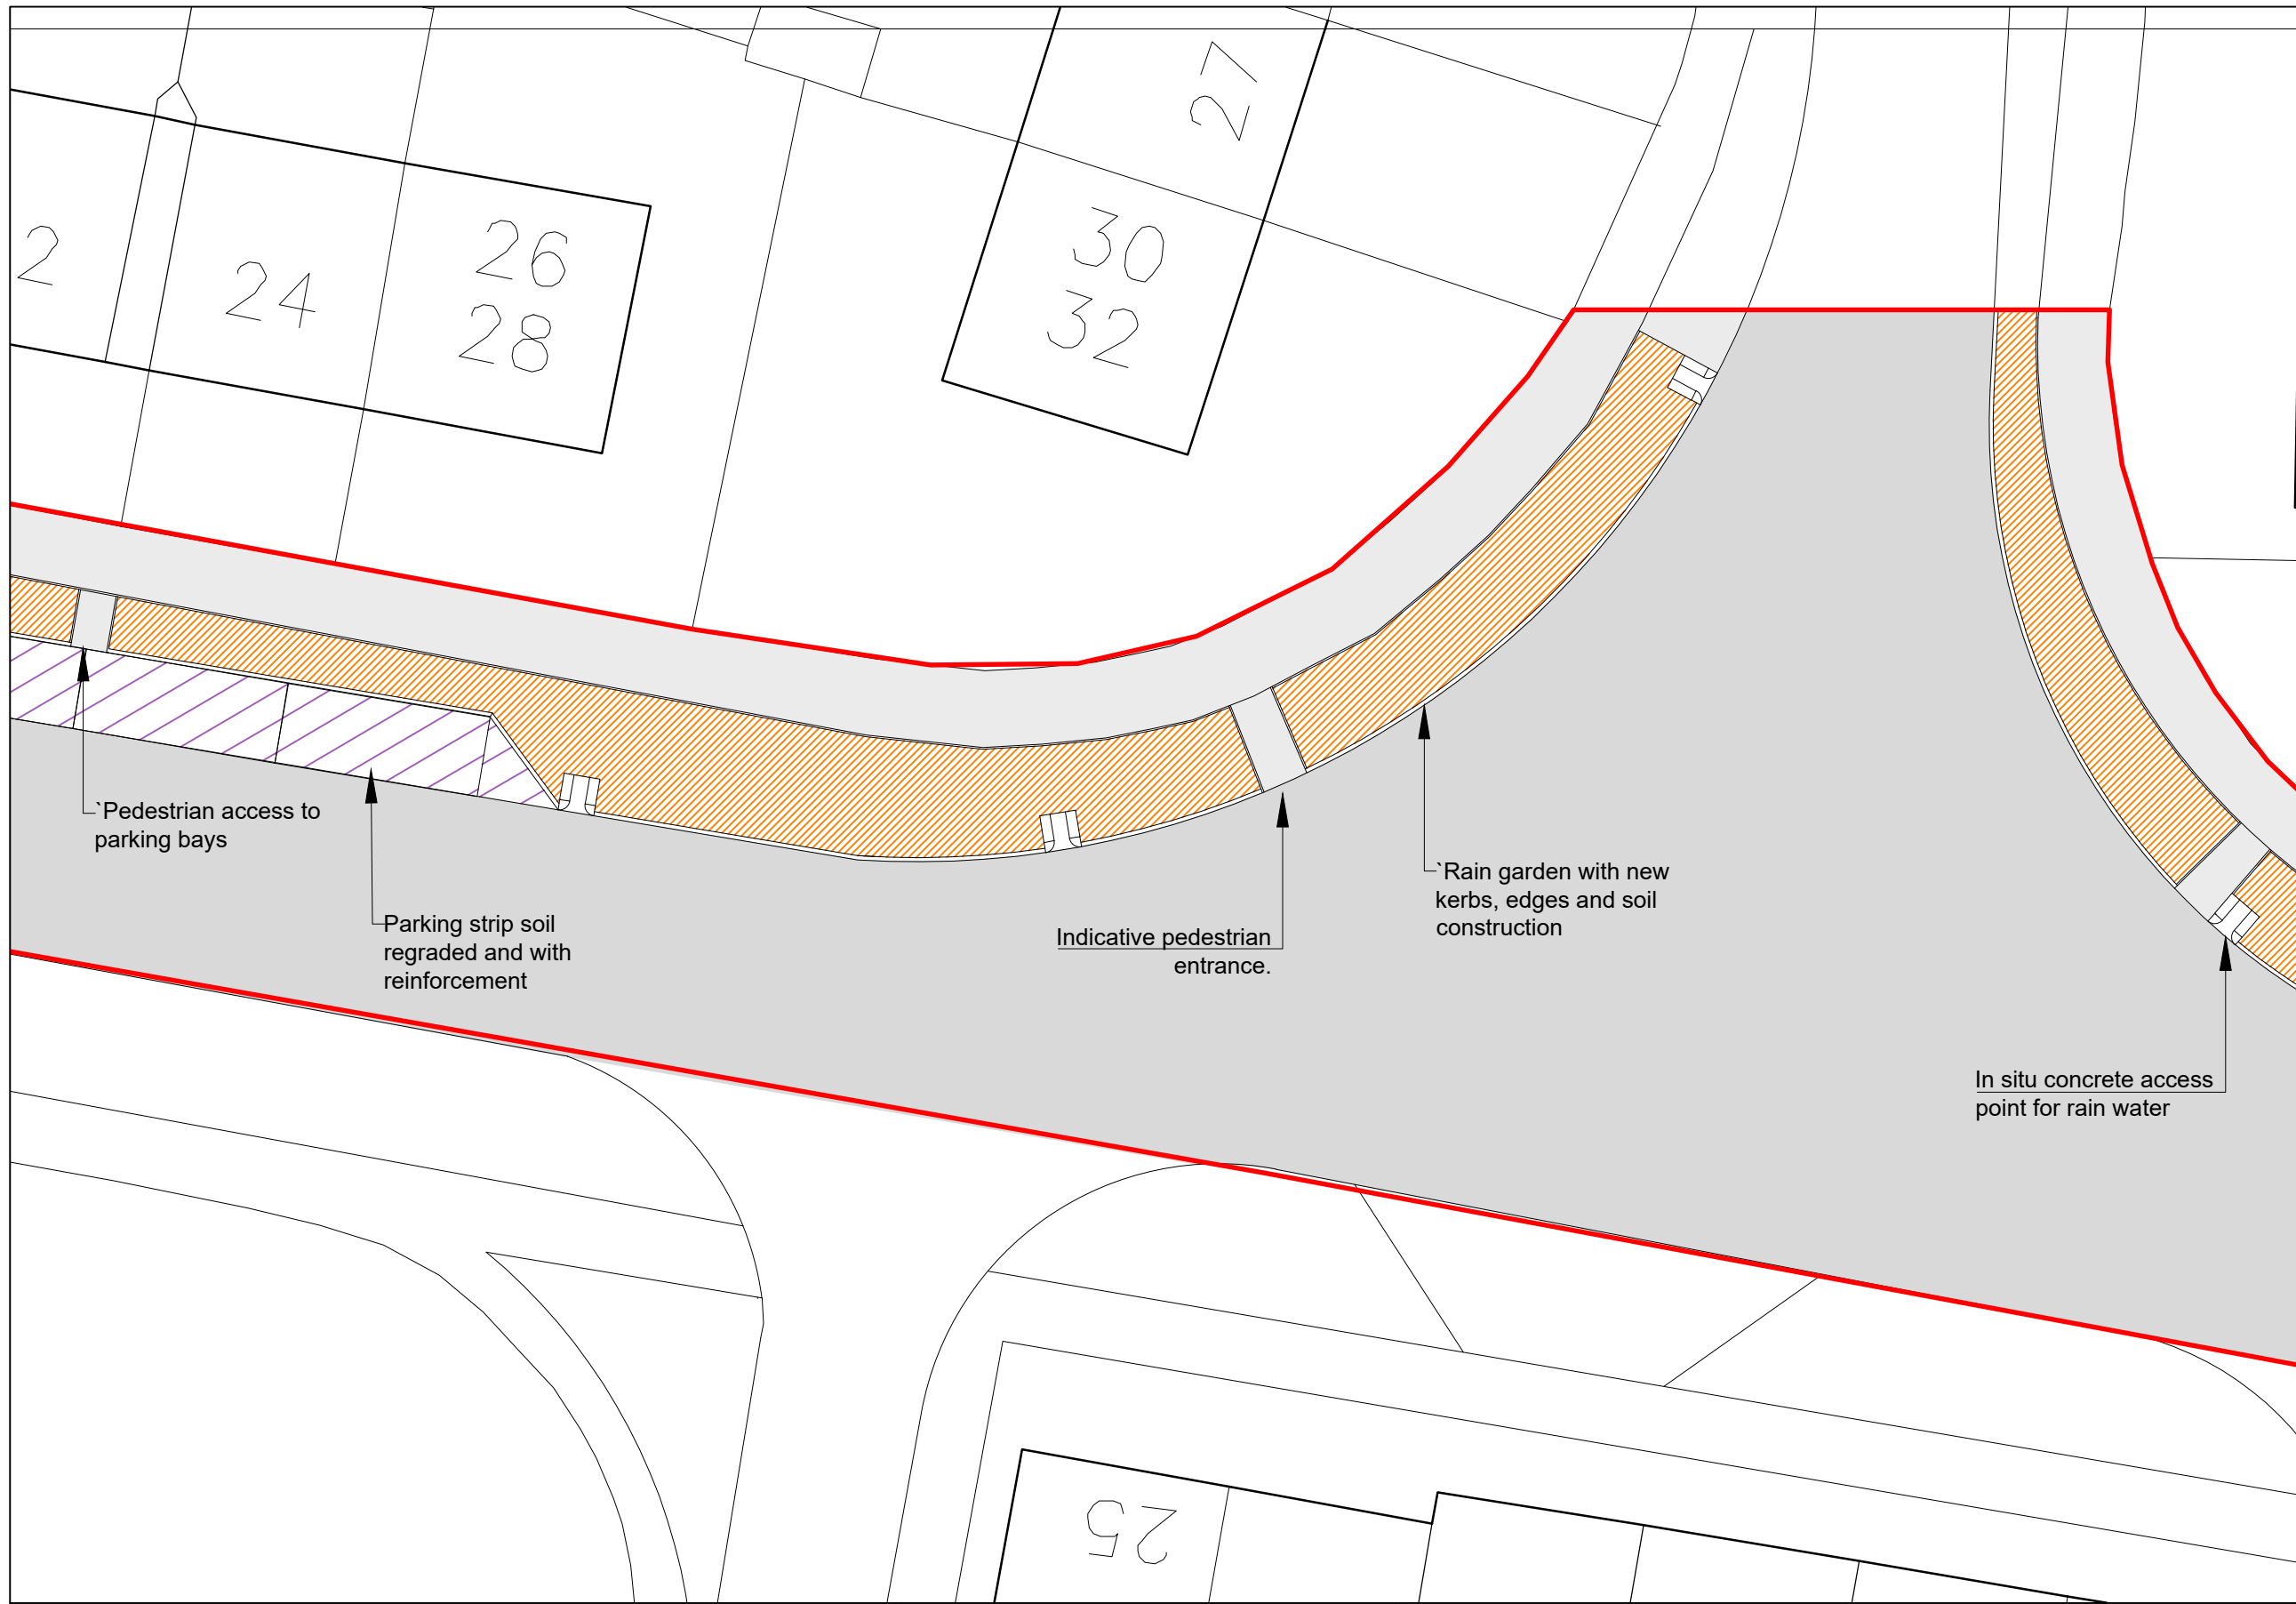 27
2
24
26
28
30
32
`Pedestrian access to
parking bays
Parking strip soil
regraded and with
reinforcement
Indicative pedestrian
entrance.
`Rain garden with new
kerbs, edges and soil
construction
In situ concrete access
point for rain water
25